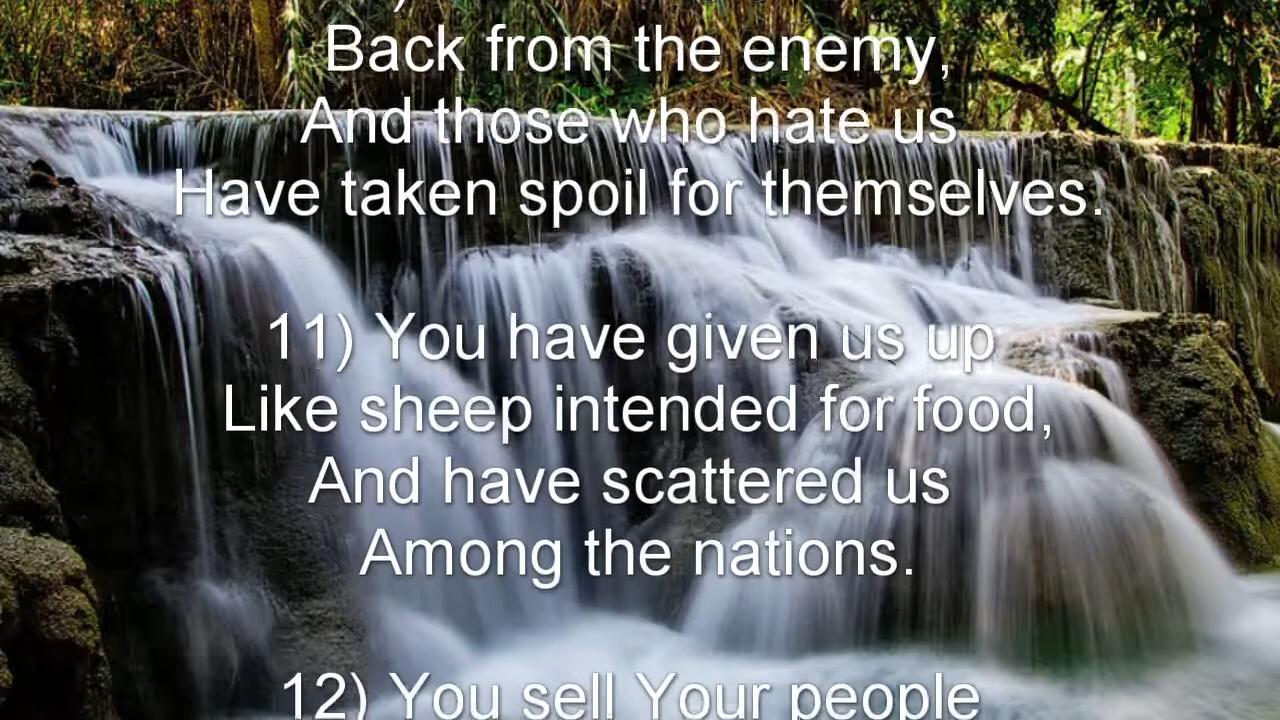 Back from the enemy,
And those who hate us
Have taken spoil for themselves.
11) You have given us up
Like sheep intended for food,
And have scattered us
Among the nations.
12) You sell Your people